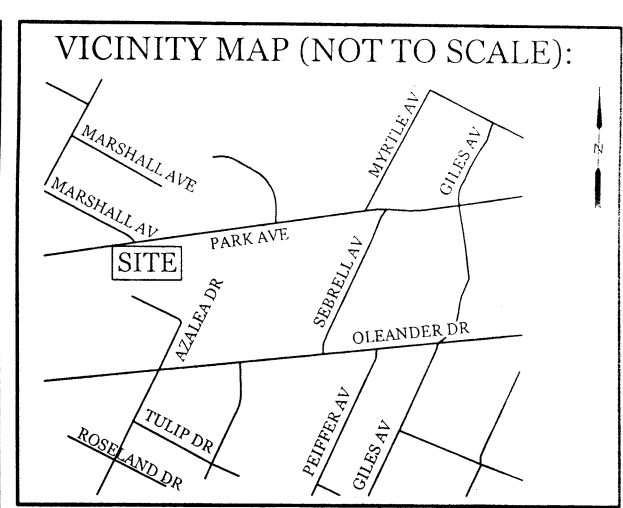 VICINITY MAP (NOT TO SCALE):
MYRTLE AV
GILES AV
N
MARSHALL AVE
MARSHALL AV
PARK AVE
SITE
SEBRELL AV
AZALEA DR
OLEANDER DR
TULIP DR
ROSELAND DR
PEIFFER AV
GILES AV